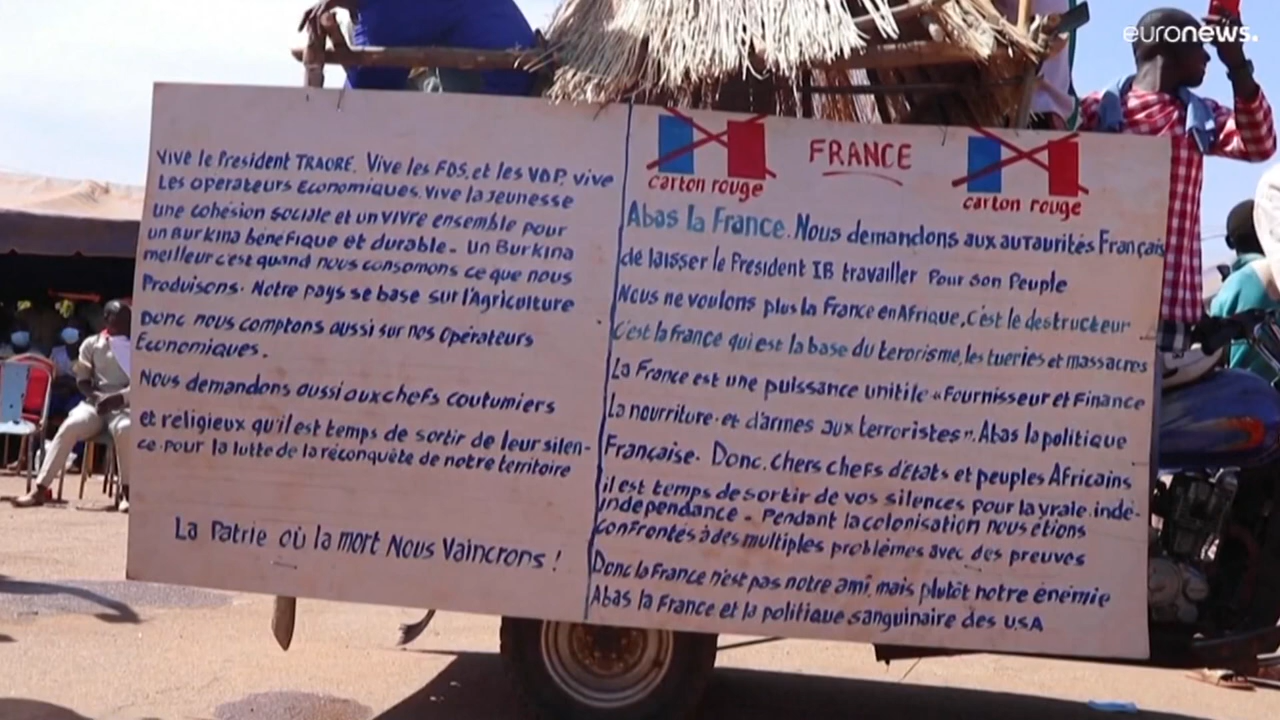 euronews.
Vive le President TRAORE. Vive les FDS, et les VDP, vive
Les operateurs Economiques. Vive la Jeunesse
une cohésion sociale et un vivre ensemble pour
un Burkina bénéfique et durable. Un Burkina
meilleur c'est quand nous consomons ce que nous
Produisons. Notre pays se base sur l'Agriculture
Donc nous comptons aussi sur nos Opérateurs
Economiques.
Nous demandons aussi aux chefs coutumiers
et réligieux qu'il est temps de sortir de leur silen-
ce pour la lutte de la réconquête de notre territoire
La Patrie où la mort Nous Vaincrons !
FRANCE
carton rouge
carton rouge
Abas la France. Nous demandons aux autaurités Français
de laisser le President IB travailler Pour son Peuple
Nous ne voulons plus la France en Afrique, C'est le destructeur
C'est la france qui est la base du terorisme, les tueries et massacres
La France est une puissance unitile «Fournisseur et Finance
La nourriture et d'armes aux terroristes». Abas la politique
Française. Donc, chers chefs d'états et peuples Africains
il est temps de sortir de vos silences pour la vraie indé-
independance. Pendant la colonisation nous étions
confrontés à des multiples problèmes avec des preuves
Donc la France n'est pas notre ami, mais plutôt notre énémie
Abas la France et la politique sanguinaire des USA